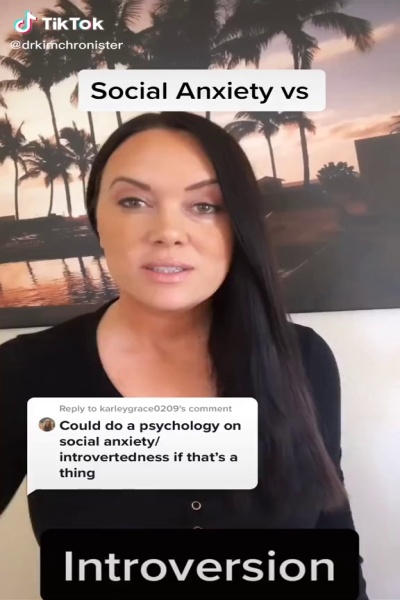 TikTok
@drkimchronister
Social Anxiety vs
Reply to karleygrace0209's comment
Could do a psychology on
social anxiety/
introvertedness if that's a
thing
Introversion